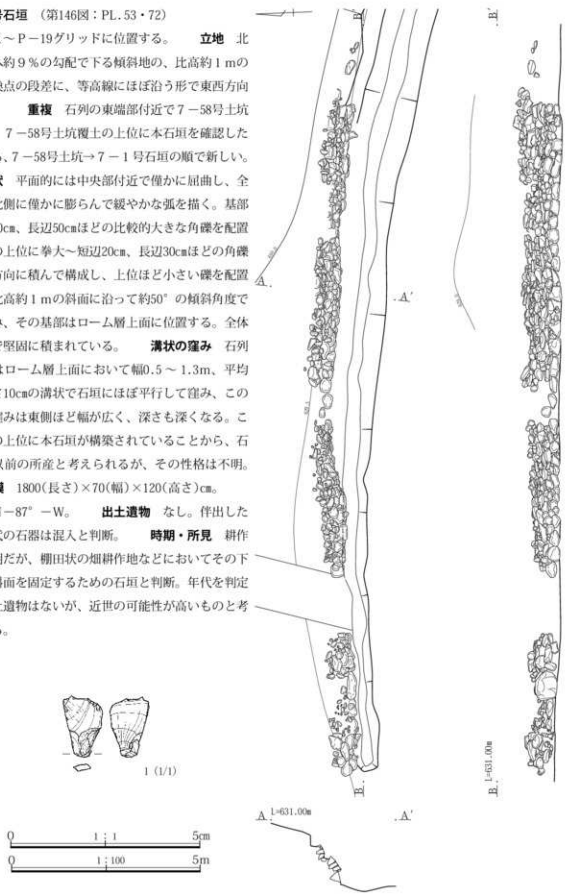 号石垣 （第146図：PL.53・72）
～Ｐ－19グリッドに位置する。 立地 北
約９％の勾配で下る傾斜地の、比高約１ｍの
換点の段差に、等高線にほぼ沿う形で東西方向
重複 石列の東端部付近で７－58号土坑
７－58号土坑覆土の上位に本石垣を確認した
、７－58号土坑→７－１号石垣の順で新しい。
状 平面的には中央部付近で僅かに屈曲し、全
北側に僅かに膨らんで緩やかな弧を描く。基部
0cm、長辺50cmほどの比較的大きな角礫を配置
の上位に拳大～短辺20cm、長辺30cmほどの角礫
方向に積んで構成し、上位ほど小さい礫を配置
比高約１ｍの斜面に沿って約50°の傾斜角度で
み、その基部はローム層上面に位置する。全体
で堅固に積まれている。 溝状の窪み 石列
はローム層上面において幅0.5～1.3m、平均
さ10cmの溝状で石垣にほぼ平行して窪み、この
窪みは東側ほど幅が広く、深さも深くなる。こ
の上位に本石垣が構築されていることから、石
以前の所産と考えられるが、その性格は不明。
模 1800(長さ)×70(幅)×120(高さ)cm。
－87°－Ｗ。 出土遺物 なし。伴出した
代の石器は混入と判断。 時期・所見 耕作
明だが、棚田状の畑耕作地などにおいてその下
斜面を固定するための石垣と判断。年代を判定
土遺物はないが、近世の可能性が高いものと考
る。
1 (1/1)
0 1：1 5cm
0 1：100 5m
B′
A
A′
B
B′
B
L=631.00m
A L=631.00m A′